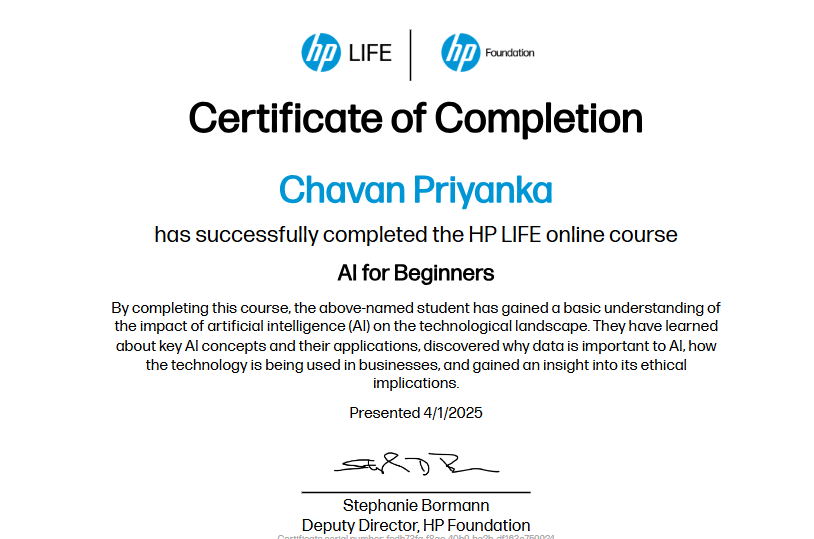 hp LIFE | hp Foundation
Certificate of Completion
Chavan Priyanka
has successfully completed the HP LIFE online course
AI for Beginners
By completing this course, the above-named student has gained a basic understanding of
the impact of artificial intelligence (AI) on the technological landscape. They have learned
about key AI concepts and their applications, discovered why data is important to AI, how
the technology is being used in businesses, and gained an insight into its ethical
implications.
Presented 4/1/2025
Stephanie Bormann
Deputy Director, HP Foundation
Certificate serial number: